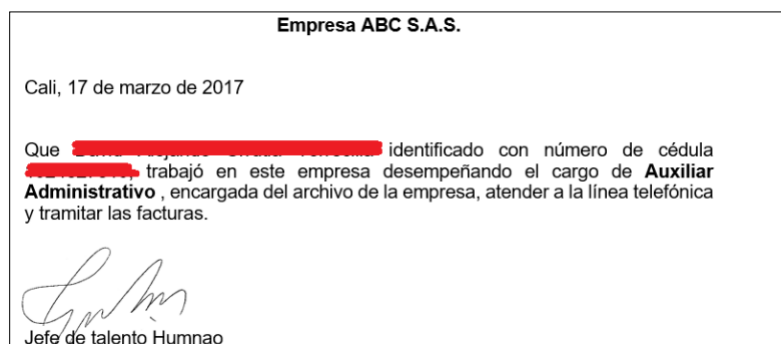 Empresa ABC S.A.S.
Cali, 17 de marzo de 2017
Que identificado con número de cédula
trabajó en este empresa desempeñando el cargo de Auxiliar
Administrativo , encargada del archivo de la empresa, atender a la línea telefónica
y tramitar las facturas.
Jefe de talento Humnao